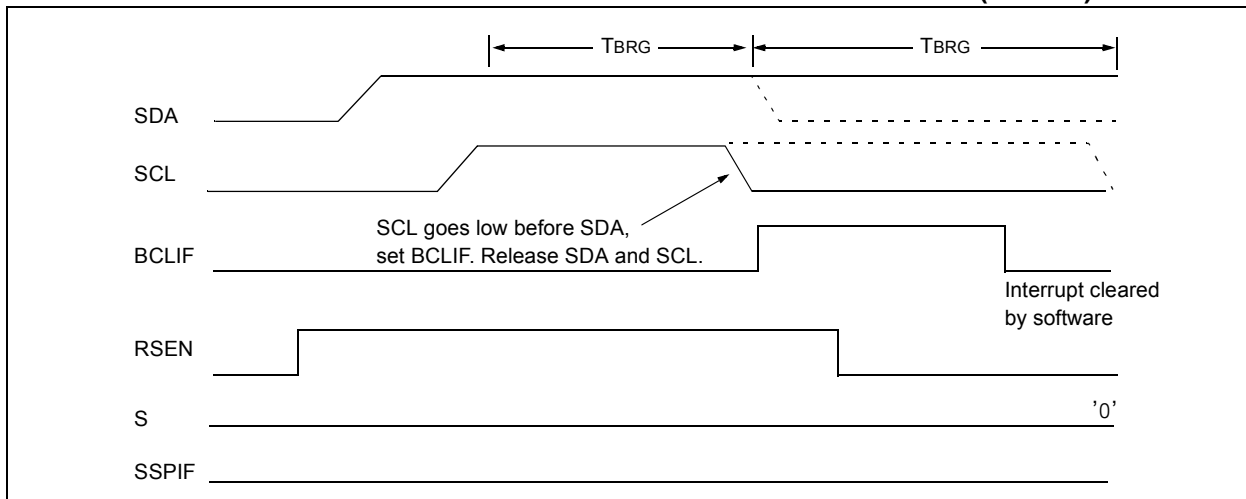 TBRG TBRG
SDA
SCL
SCL goes low before SDA,
set BCLIF. Release SDA and SCL.
BCLIF
Interrupt cleared
by software
RSEN
S '0'
SSPIF